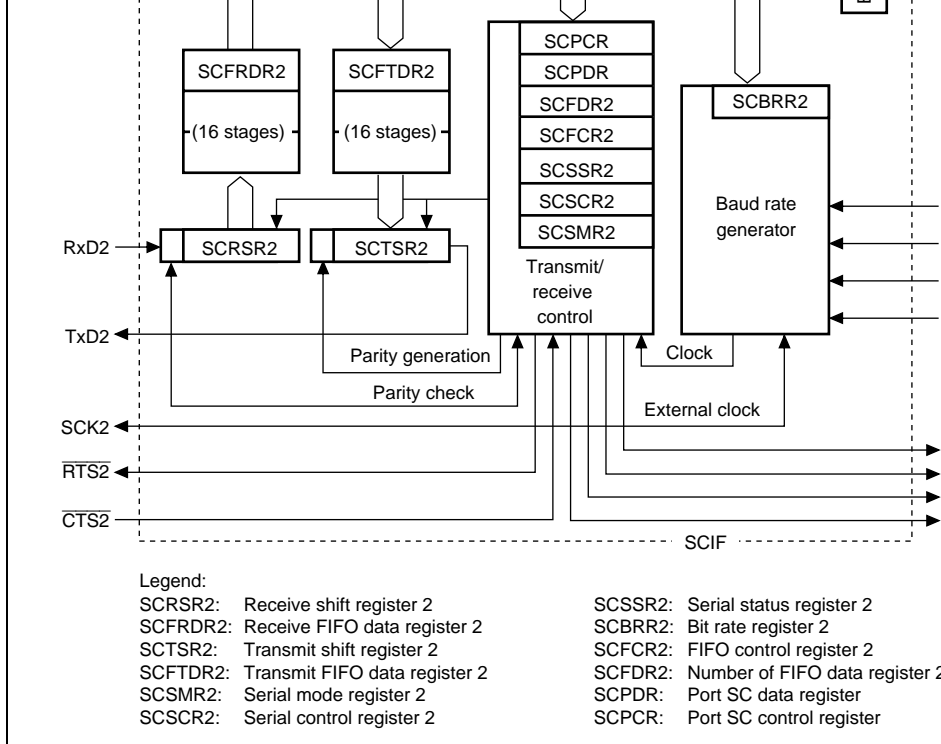 SCPCR
SCFRDR2 SCFTDR2 SCPDR
SCFDR2 SCBRR2
(16 stages) (16 stages) SCFCR2
SCSSR2
SCSCR2 Baud rate
generator
RxD2 SCRSR2 SCTSR2 SCSMR2
Transmit/
receive
control
TxD2
Parity generation Clock
Parity check
External clock
SCK2
RTS2
CTS2
SCIF
Legend:
SCRSR2: Receive shift register 2
SCFRDR2: Receive FIFO data register 2
SCTSR2: Transmit shift register 2
SCFTDR2: Transmit FIFO data register 2
SCSMR2: Serial mode register 2
SCSCR2: Serial control register 2
SCSSR2: Serial status register 2
SCBRR2: Bit rate register 2
SCFCR2: FIFO control register 2
SCFDR2: Number of FIFO data register 2
SCPDR: Port SC data register
SCPCR: Port SC control register